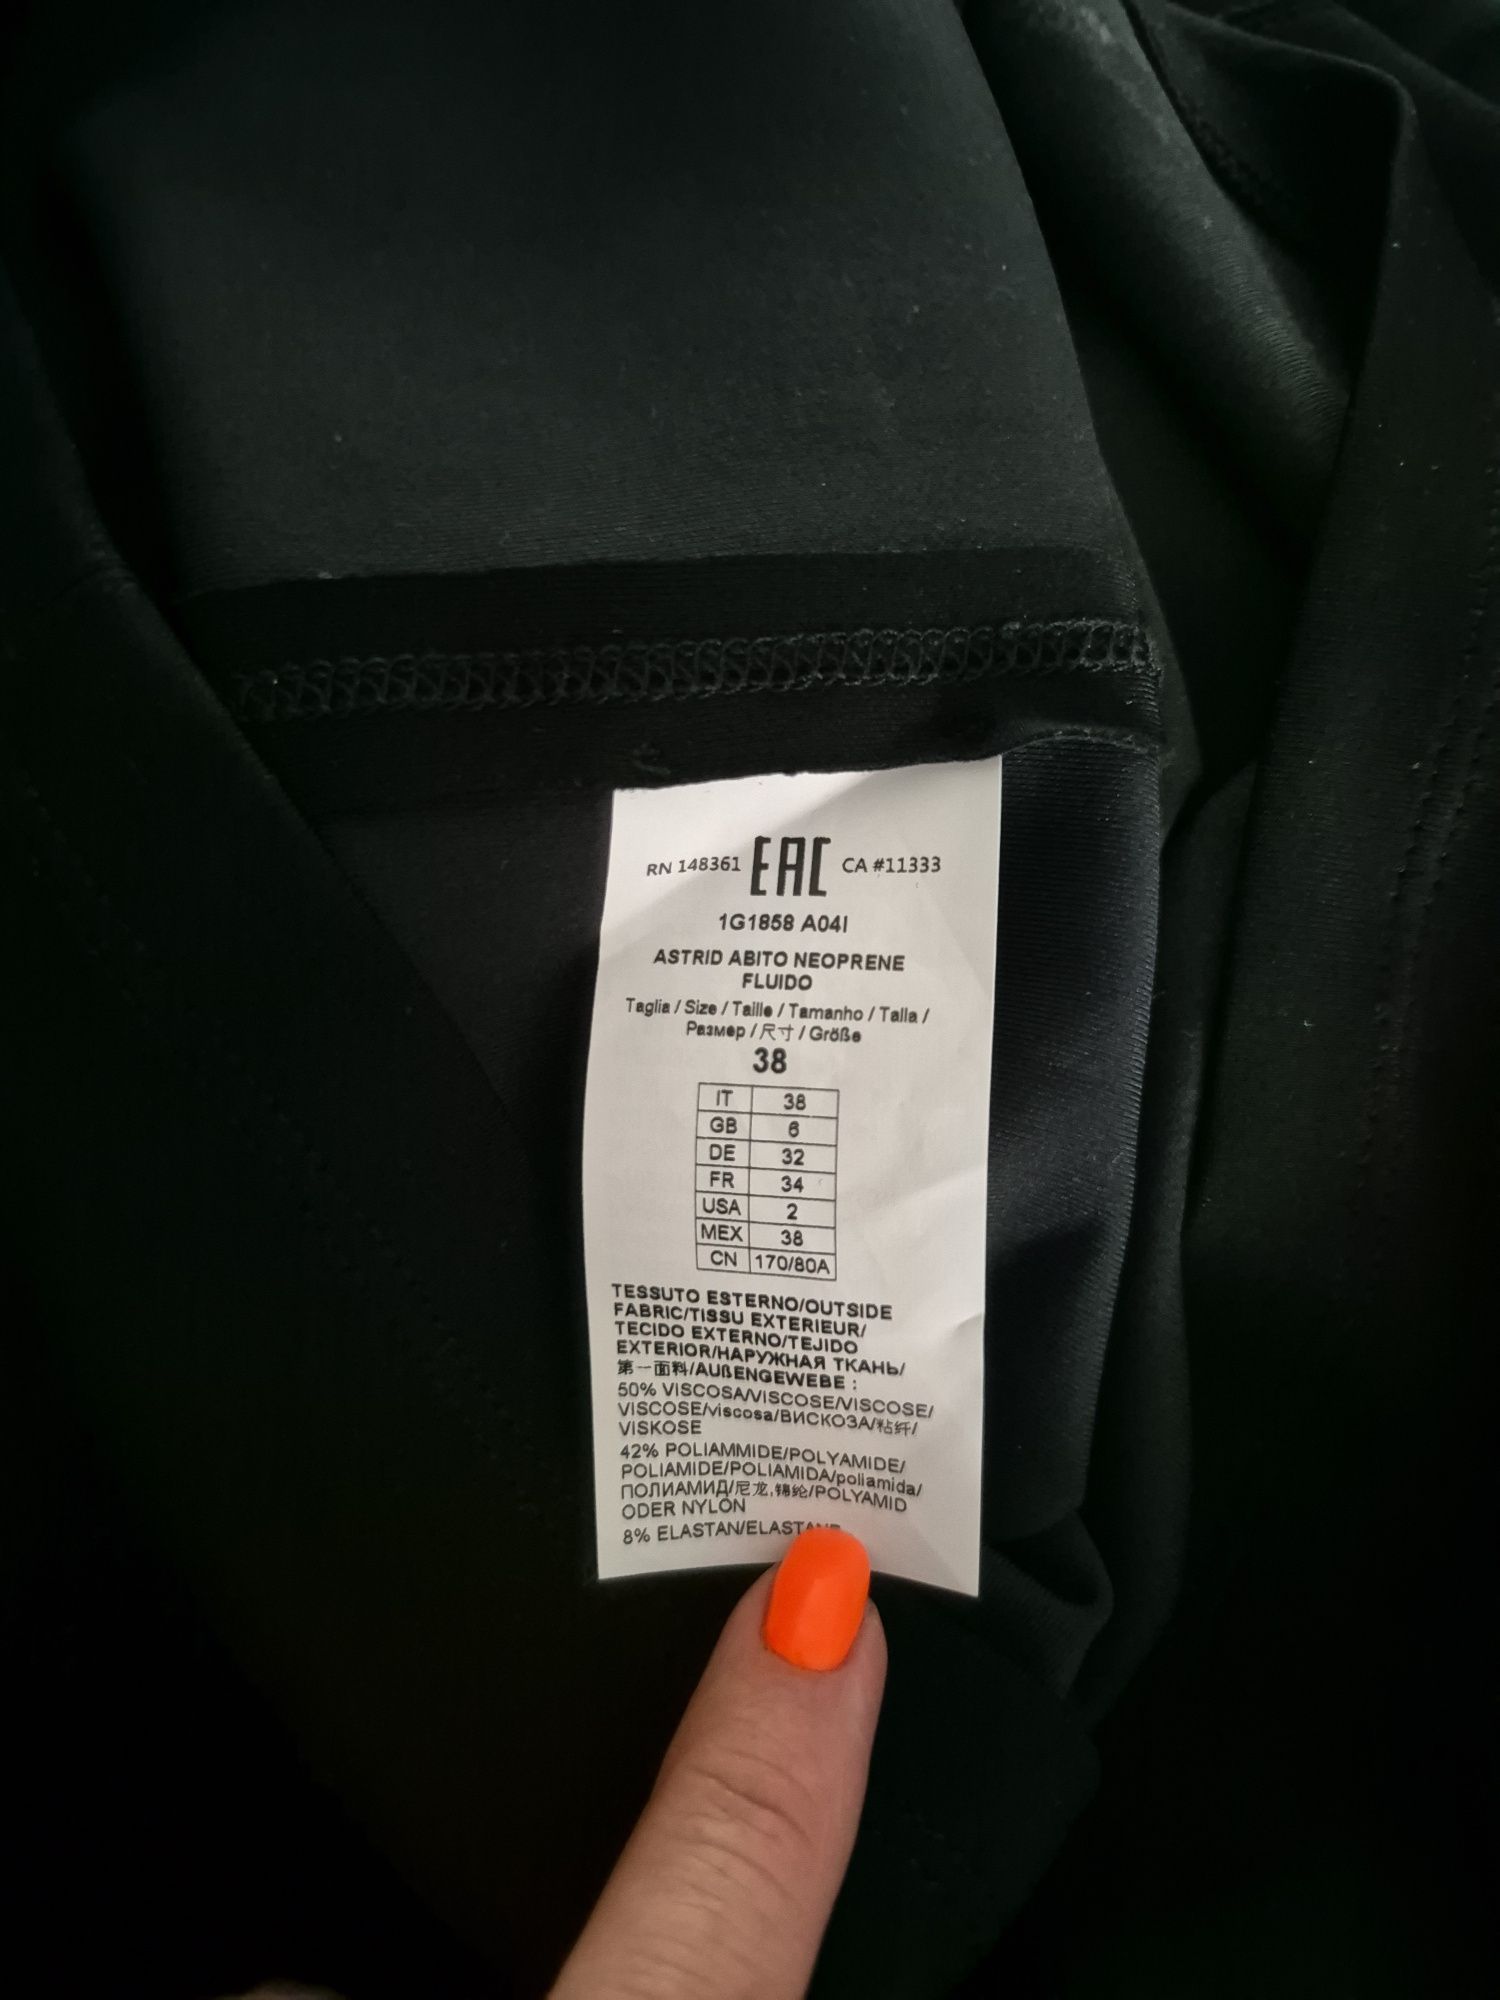 RN 148361 EAC CA #11333
1G1858 A04I
ASTRID ABITO NEOPRENE
FLUIDO
Taglia / Size / Taille / Tamanho / Talla /
Размер / 尺寸 / Größe
38
IT 38
GB 6
DE 32
FR 34
USA 2
MEX 38
CN 170/80A
TESSUTO ESTERNO/OUTSIDE
FABRIC/TISSU EXTERIEUR/
TECIDO EXTERNO/TEJIDO
EXTERIOR/НАРУЖНАЯ ТКАНЬ/
第一面料/AUßENGEWEBE :
50% VISCOSA/VISCOSE/VISCOSE/
VISCOSE/viscosa/ВИСКОЗА/粘纤/
VISKOSE
42% POLIAMMIDE/POLYAMIDE/
POLIAMIDE/POLIAMIDA/poliamida/
ПОЛИАМИД/尼龙,锦纶/POLYAMID
ODER NYLON
8% ELASTAN/